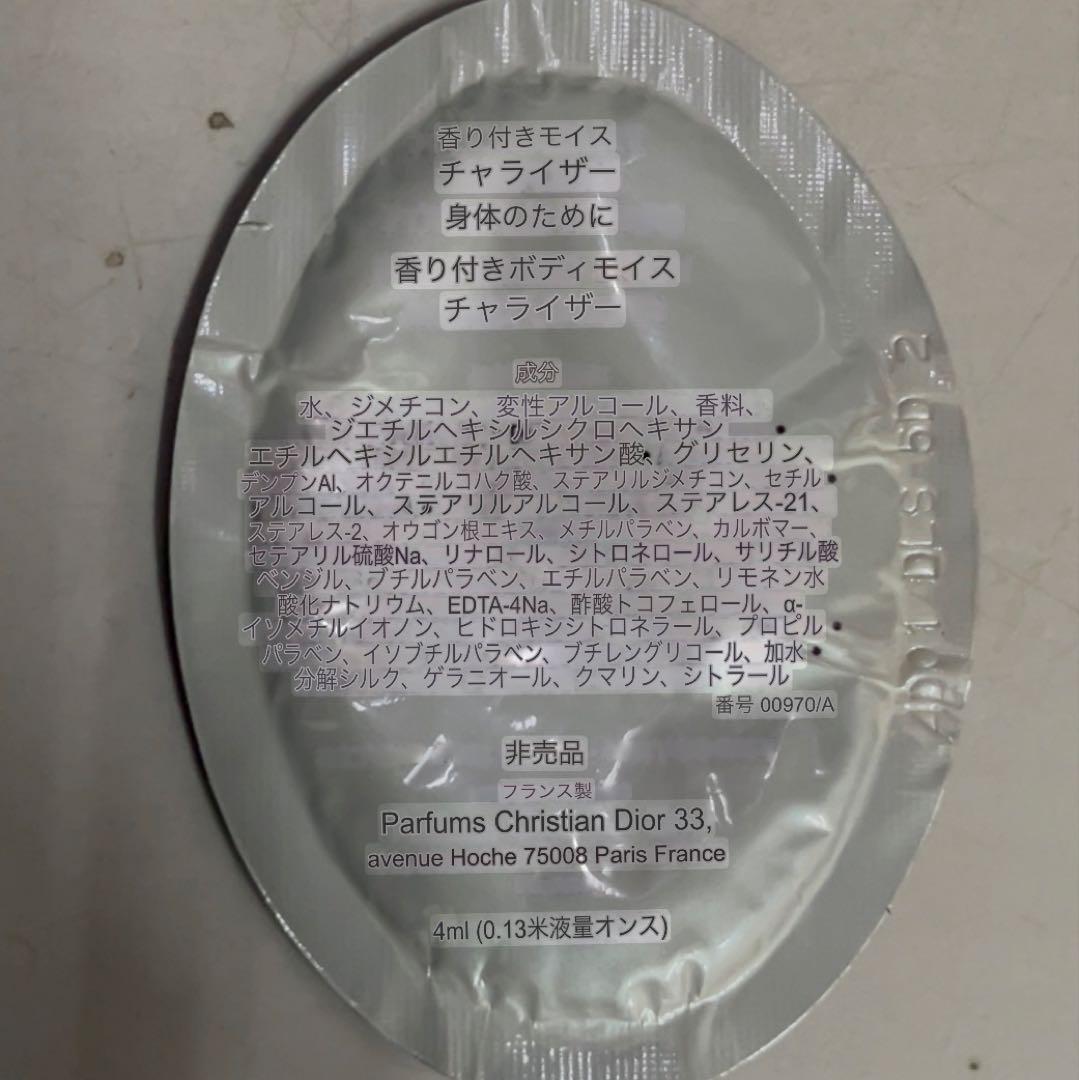 香り付きモイス
チャライザー
身体のために
香り付きボディモイス
チャライザー
成分
水、ジメチコン、変性アルコール、香料、
ジエチルヘキシルシクロヘキサン
エチルヘキシルエチルヘキサン酸、グリセリン、
デンプンAl、オクテニルコハク酸、ステアリルジメチコン、セチル
アルコール、ステアリルアルコール、ステアレス-21、
ステアレス-2、オウゴン根エキス、メチルパラベン、カルボマー、
セテアリル硫酸Na、リナロール、シトロネロール、サリチル酸
ベンジル、ブチルパラベン、エチルパラベン、リモネン水
酸化ナトリウム、EDTA-4Na、酢酸トコフェロール、α-
イソメチルイオノン、ヒドロキシシトロネラール、プロピル
パラベン、イソブチルパラベン、ブチレングリコール、加水
分解シルク、ゲラニオール、クマリン、シトラール
番号 00970/A
非売品
フランス製
Parfums Christian Dior 33,
avenue Hoche 75008 Paris France
4ml (0.13米液量オンス)